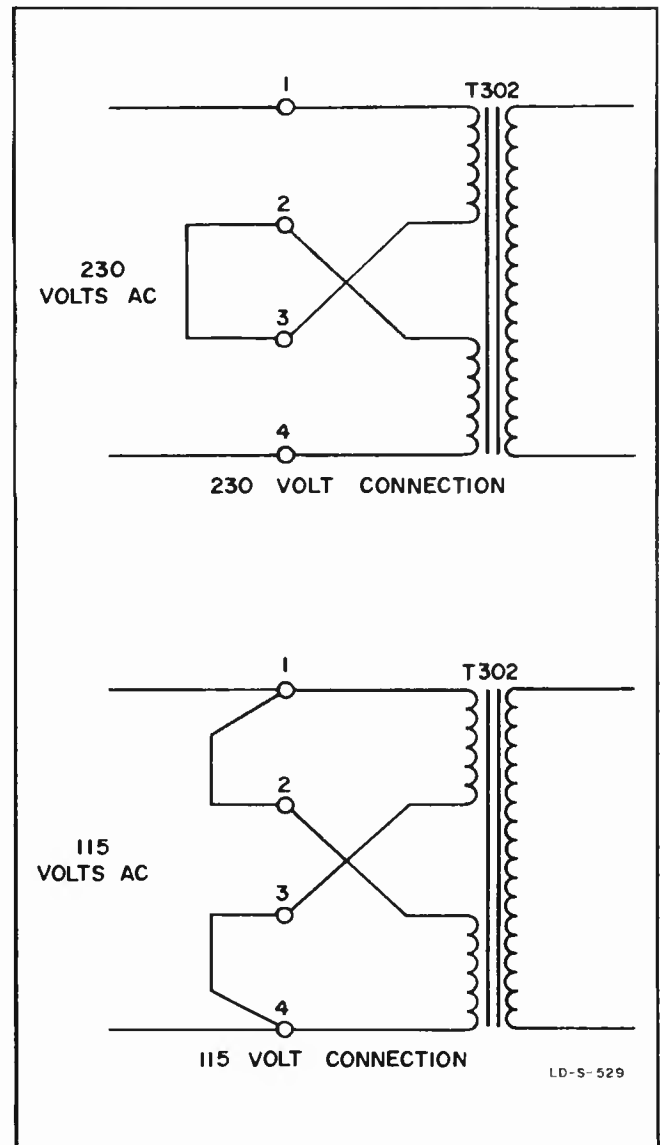 1
T302
2
230
VOLTS AC
3
4
230 VOLT CONNECTION
1
T302
2
115
VOLTS AC
3
4
115 VOLT CONNECTION
LD-S-529